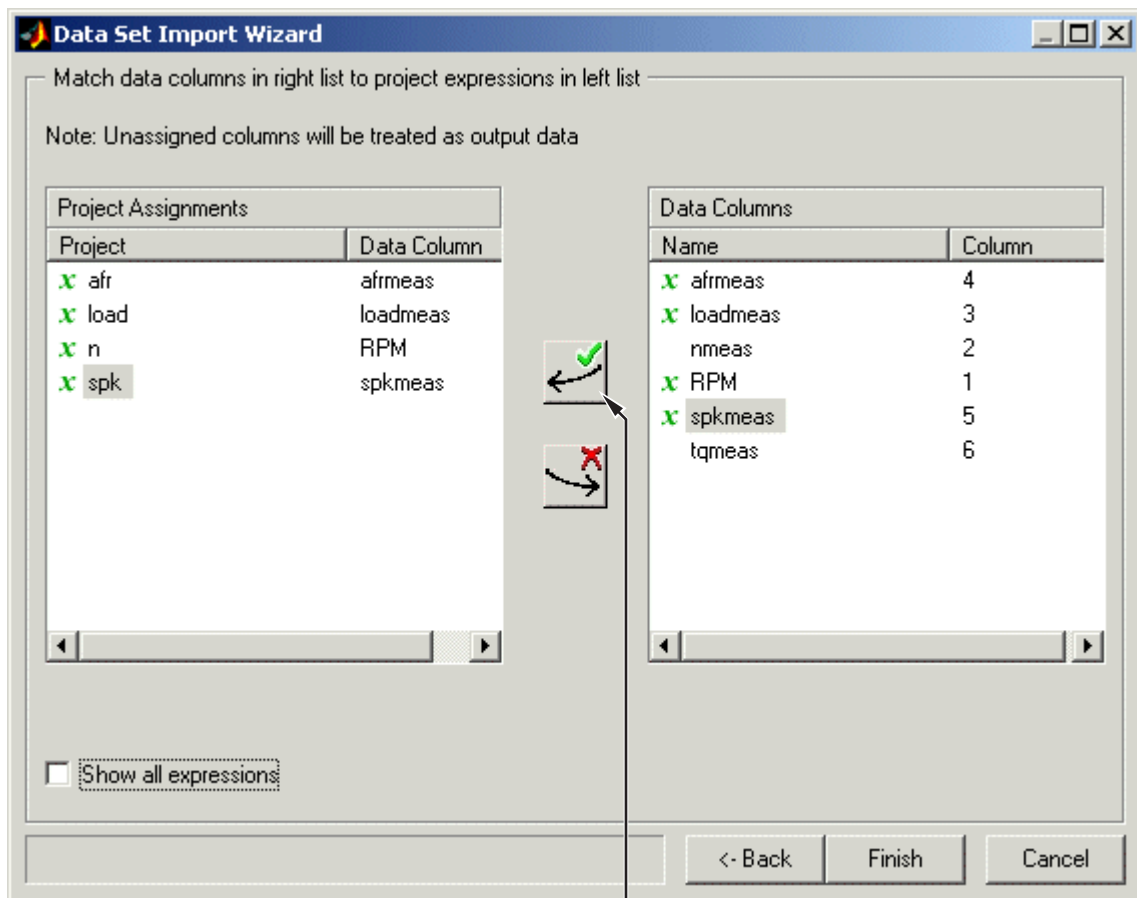 Data Set Import Wizard
Match data columns in right list to project expressions in left list
Note: Unassigned columns will be treated as output data
Project Assignments
Project Data Column
x afr afrmeas
x load loadmeas
x n RPM
x spk spkmeas
Data Columns
Name Column
x afrmeas 4
x loadmeas 3
nmeas 2
x RPM 1
x spkmeas 5
tqmeas 6
Show all expressions
<- Back Finish Cancel